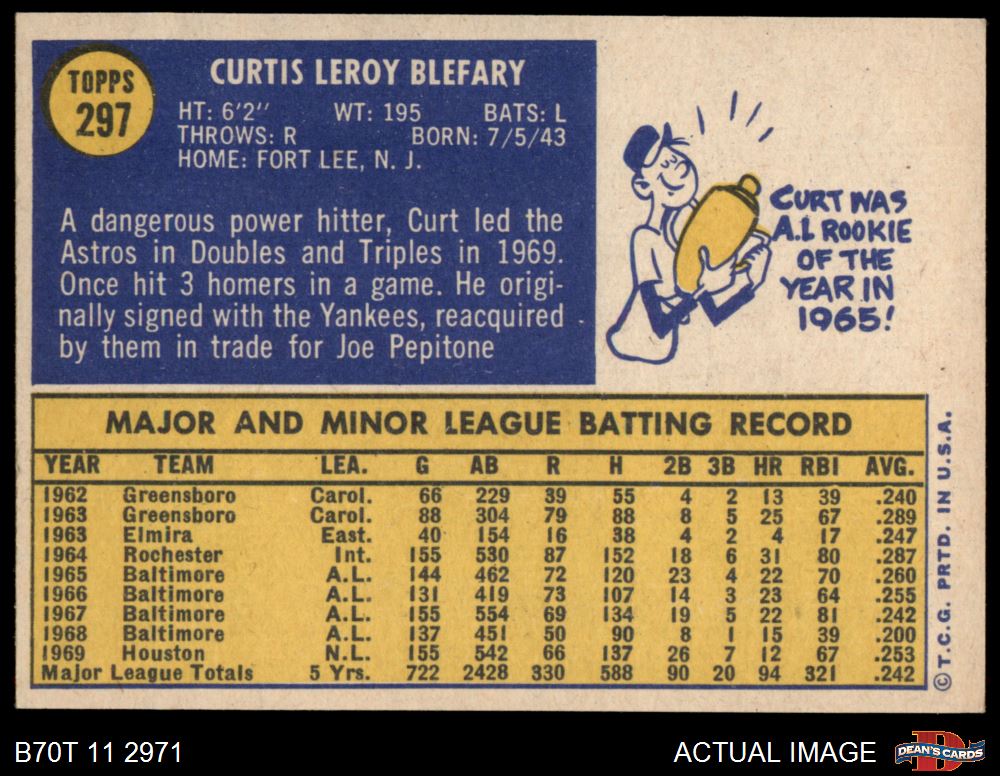 TOPPS
297
CURTIS LEROY BLEFARY
HT: 6'2" WT: 195 BATS: L
THROWS: R BORN: 7/5/43
HOME: FORT LEE, N. J.
A dangerous power hitter, Curt led the
Astros in Doubles and Triples in 1969.
Once hit 3 homers in a game. He origi-
nally signed with the Yankees, reacquired
by them in trade for Joe Pepitone
CURT WAS
A.L ROOKIE
OF THE
YEAR IN
1965!
MAJOR AND MINOR LEAGUE BATTING RECORD
YEAR TEAM LEA. G AB R H 2B 3B HR RBI AVG.
1962 Greensboro Carol. 66 229 39 55 4 2 13 39 .240
1963 Greensboro Carol. 88 304 79 88 8 5 25 67 .289
1963 Elmira East. 40 154 16 38 4 2 4 17 .247
1964 Rochester Int. 155 530 87 152 18 6 31 80 .287
1965 Baltimore A.L. 144 462 72 120 23 4 22 70 .260
1966 Baltimore A.L. 131 419 73 107 14 3 23 64 .255
1967 Baltimore A.L. 155 554 69 134 19 5 22 81 .242
1968 Baltimore A.L. 137 451 50 90 8 1 15 39 .200
1969 Houston N.L. 155 542 66 137 26 7 12 67 .253
Major League Totals 5 Yrs. 722 2428 330 588 90 20 94 321 .242
© T.C.G. PRTD. IN U.S.A.
B70T 11 2971
ACTUAL IMAGE
D
DEAN'S CARDS